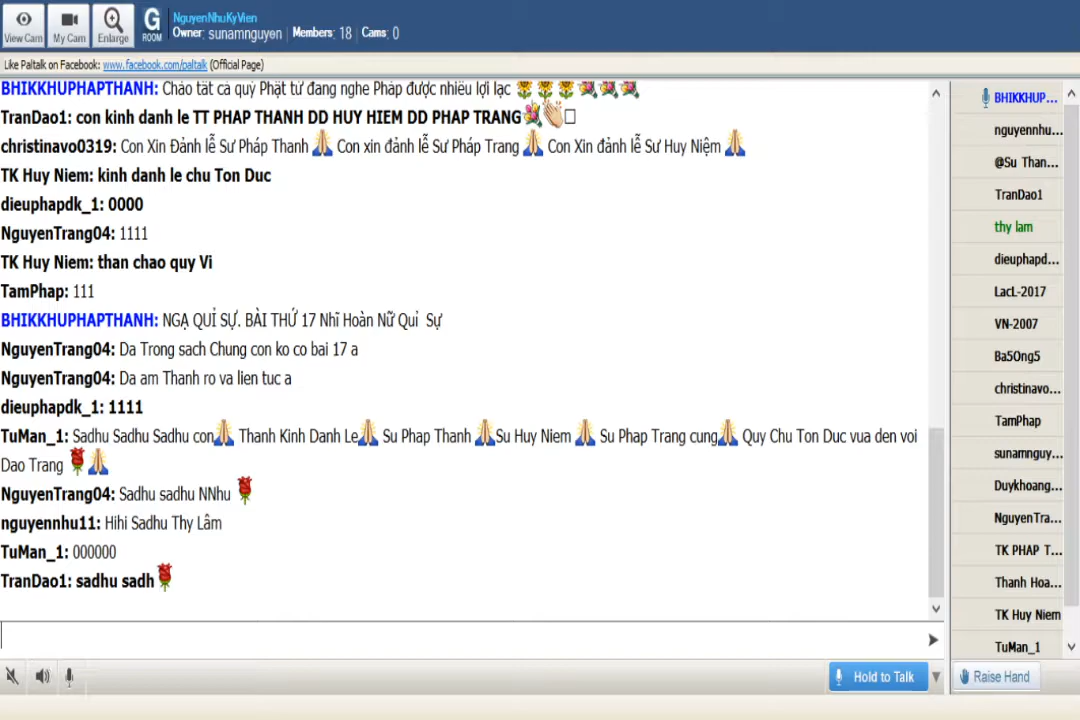 View Cam
My Cam
Enlarge
G ROOM
NguyenNhuKyVien
Owner: sunamnguyen | Members: 18 | Cams: 0
Like Paltalk on Facebook: www.facebook.com/paltalk (Official Page)
BHIKKHUPHAPTHANH: Chào tất cả quý Phật tử đang nghe Pháp được nhiều lợi lạc
TranDao1: con kinh danh le TT PHAP THANH DD HUY HIEM DD PHAP TRANG
christinavo0319: Con Xin Đảnh lễ Sư Pháp Thanh Con xin đảnh lễ Sư Pháp Trang Con Xin đảnh lễ Sư Huy Niệm
TK Huy Niem: kinh danh le chu Ton Duc
dieuphapdk_1: 0000
NguyenTrang04: 1111
TK Huy Niem: than chao quy Vi
TamPhap: 111
BHIKKHUPHAPTHANH: NGẠ QUỈ SỰ. BÀI THỨ 17 Nhĩ Hoàn Nữ Quỉ Sự
NguyenTrang04: Da Trong sach Chung con ko co bai 17 a
NguyenTrang04: Da am Thanh ro va lien tuc a
dieuphapdk_1: 1111
TuMan_1: Sadhu Sadhu Sadhu con Thanh Kinh Danh Le Su Phap Thanh Su Huy Niem Su Phap Trang cung Quy Chu Ton Duc vua den voi
Dao Trang
NguyenTrang04: Sadhu sadhu NNhu
nguyennhu11: Hihi Sadhu Thy Lâm
TuMan_1: 000000
TranDao1: sadhu sadh
BHIKKHUP...
nguyennhu...
@Su Than...
TranDao1
thy lam
dieuphapd...
LacL-2017
VN-2007
Ba5Ong5
christinavo...
TamPhap
sunamnguy...
Duykhoang...
NguyenTra...
TK PHAP T...
Thanh Hoa...
TK Huy Niem
TuMan_1
Hold to Talk
Raise Hand